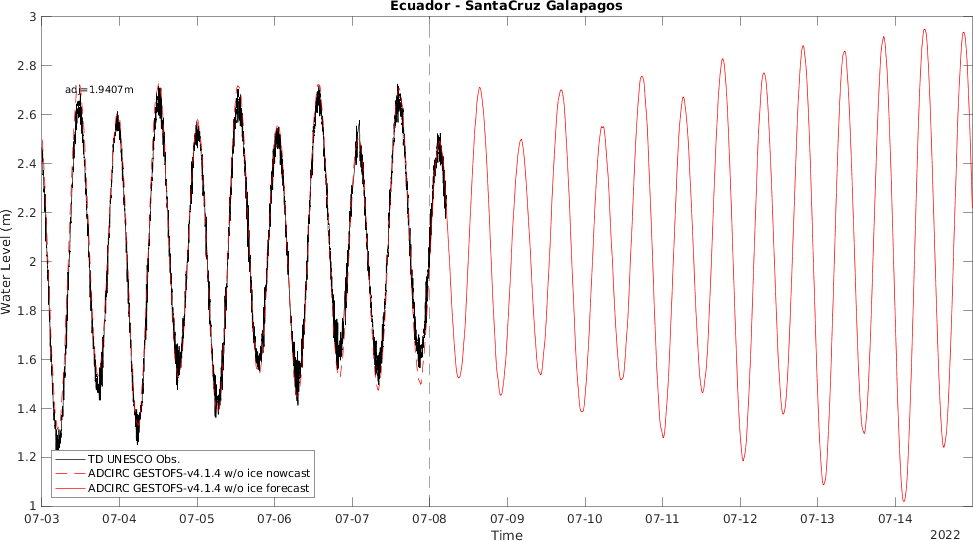 Ecuador - SantaCruz Galapagos
3
2.8
2.6
2.4
2.2
2
1.8
1.6
1.4
1.2
1
Water Level (m)
adj=1.9407m
TD UNESCO Obs.
ADCIRC GESTOFS-v4.1.4 w/o ice nowcast
ADCIRC GESTOFS-v4.1.4 w/o ice forecast
07-03 07-04 07-05 07-06 07-07 07-08 07-09 07-10 07-11 07-12 07-13 07-14
Time
2022